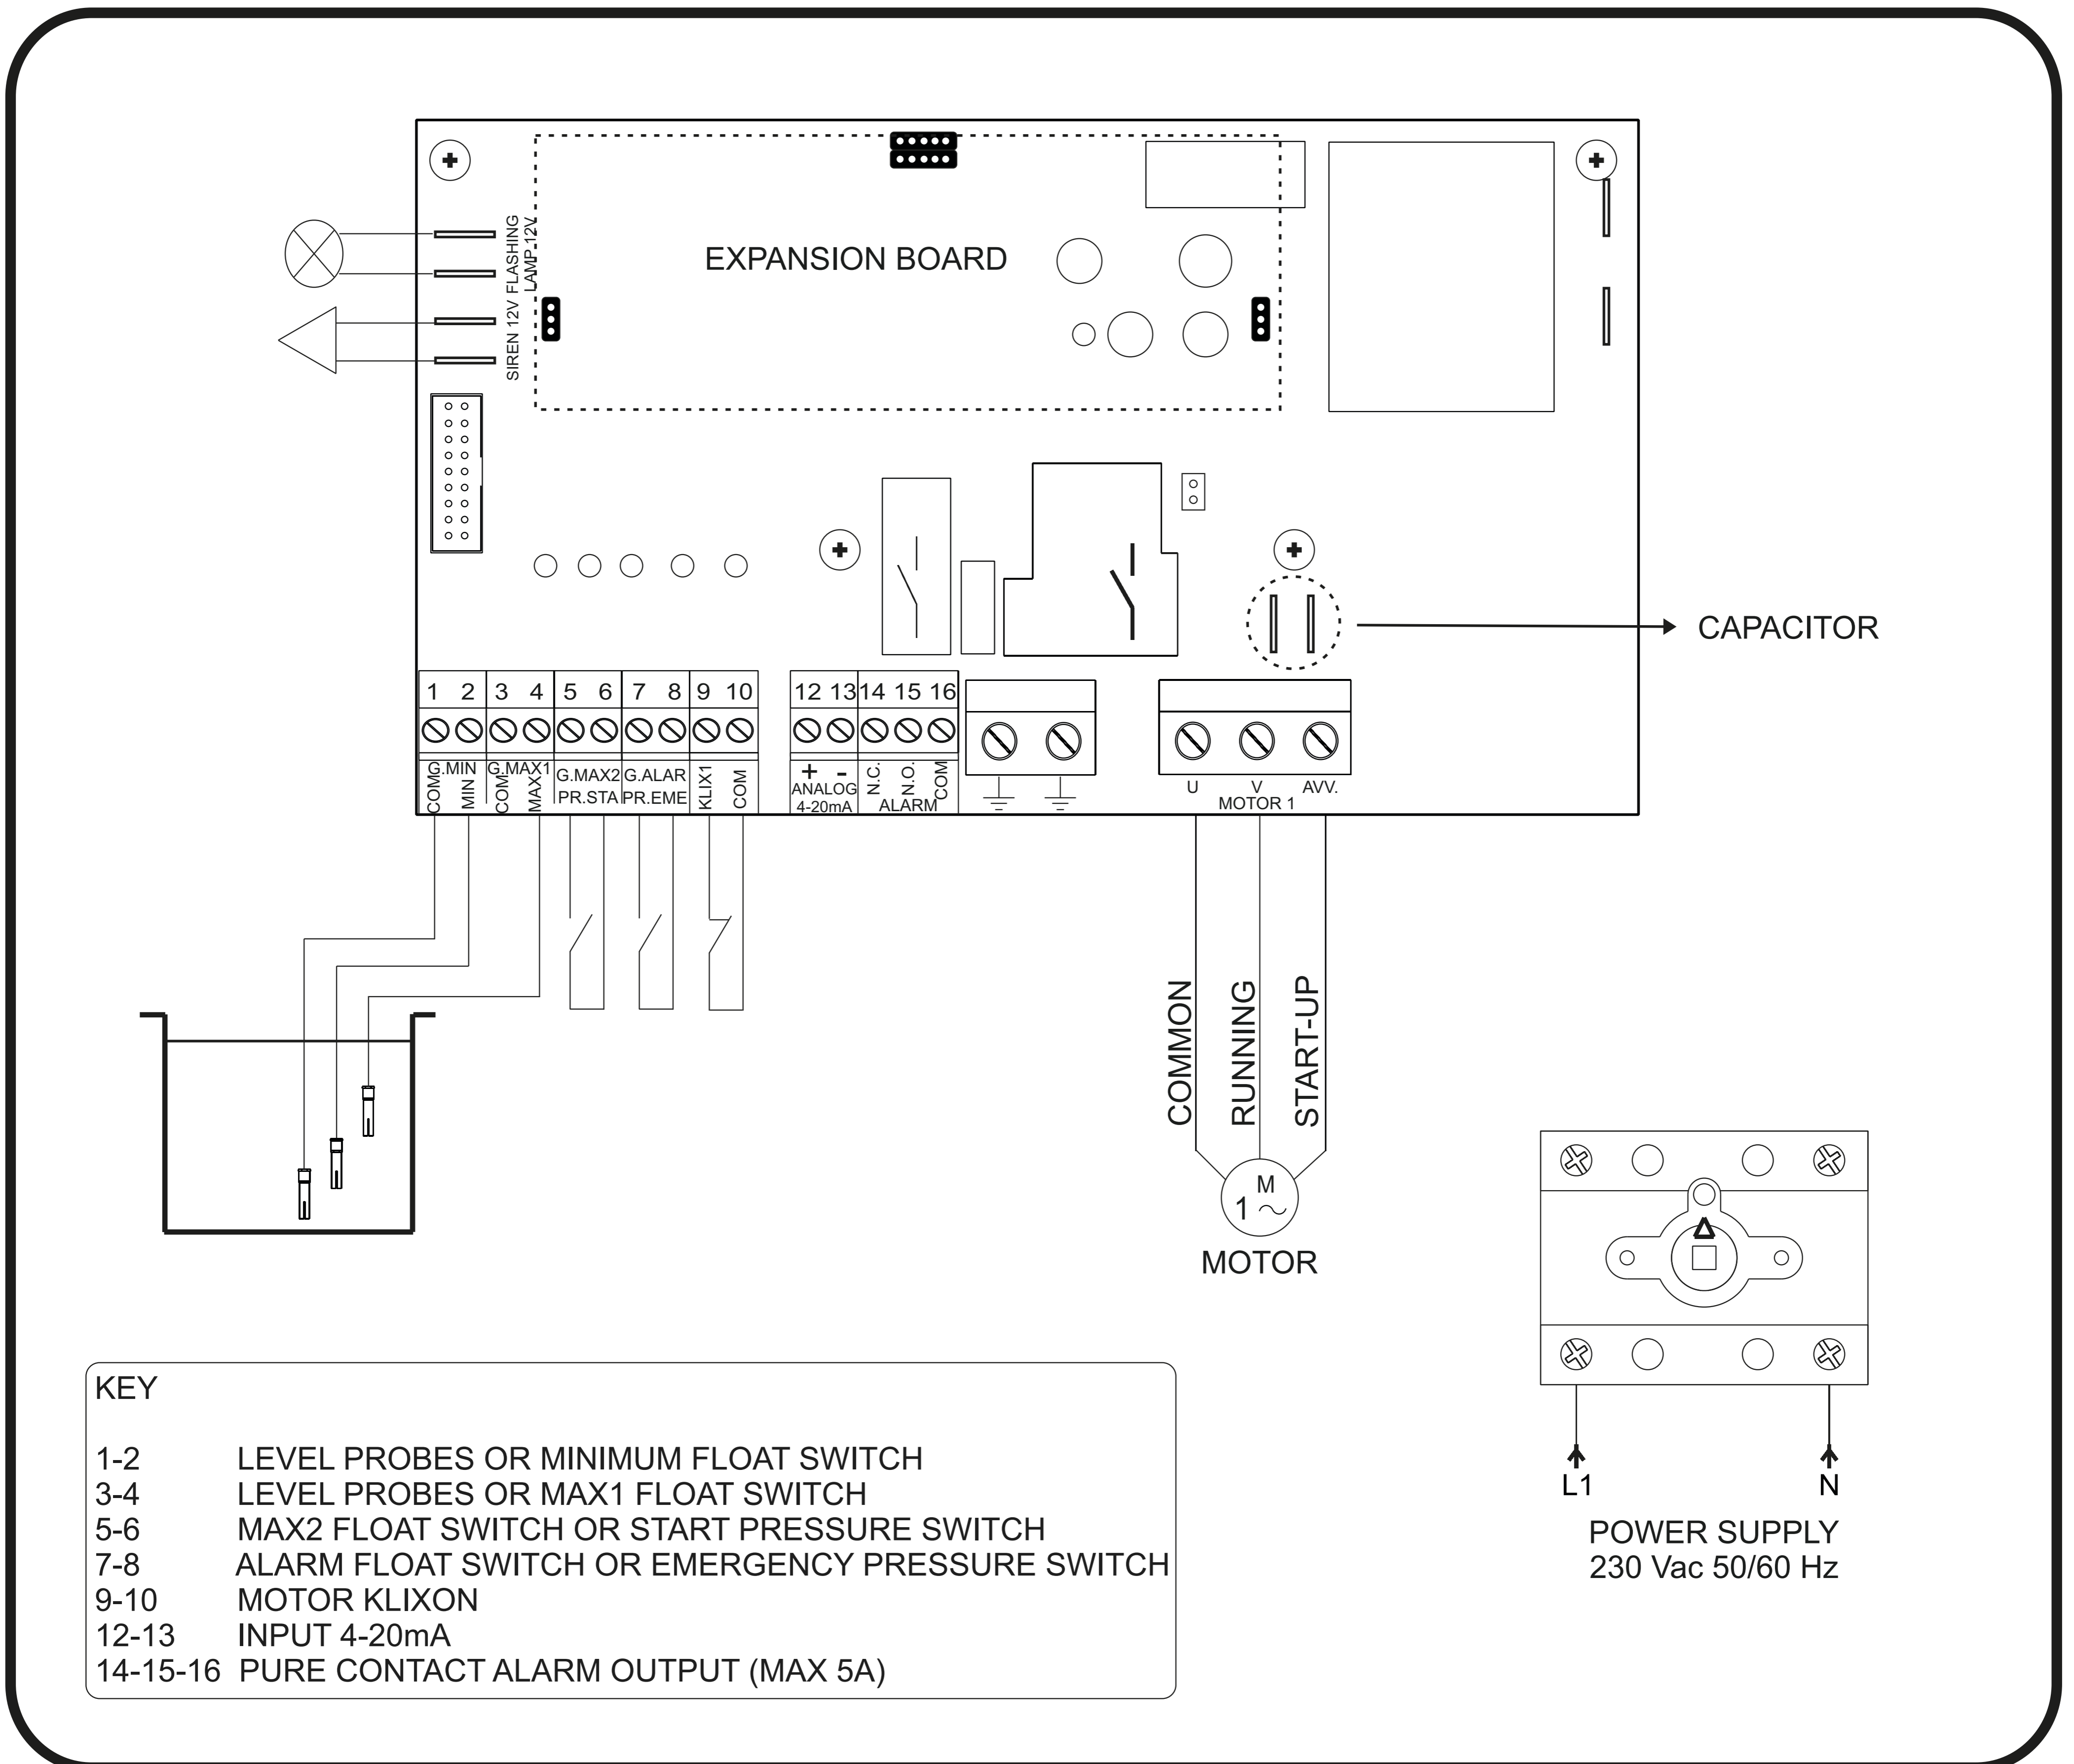 EXPANSION BOARD
FLASHING
LAMP 12V
SIREN 12V
CAPACITOR
1 2 3 4 5 6 7 8 9 10 12 13 14 15 16
G.MIN G.MAX1 G.MAX2 G.ALAR
PR.STA PR.EME
COM MIN COM MAX1 KLIX1 COM
+ -
ANALOG
4-20mA
N.C. N.O. COM
ALARM
U V AVV.
MOTOR 1
COMMON
RUNNING
START-UP
M
1
MOTOR
L1 N
POWER SUPPLY
230 Vac 50/60 Hz
KEY
1-2 LEVEL PROBES OR MINIMUM FLOAT SWITCH
3-4 LEVEL PROBES OR MAX1 FLOAT SWITCH
5-6 MAX2 FLOAT SWITCH OR START PRESSURE SWITCH
7-8 ALARM FLOAT SWITCH OR EMERGENCY PRESSURE SWITCH
9-10 MOTOR KLIXON
12-13 INPUT 4-20mA
14-15-16 PURE CONTACT ALARM OUTPUT (MAX 5A)